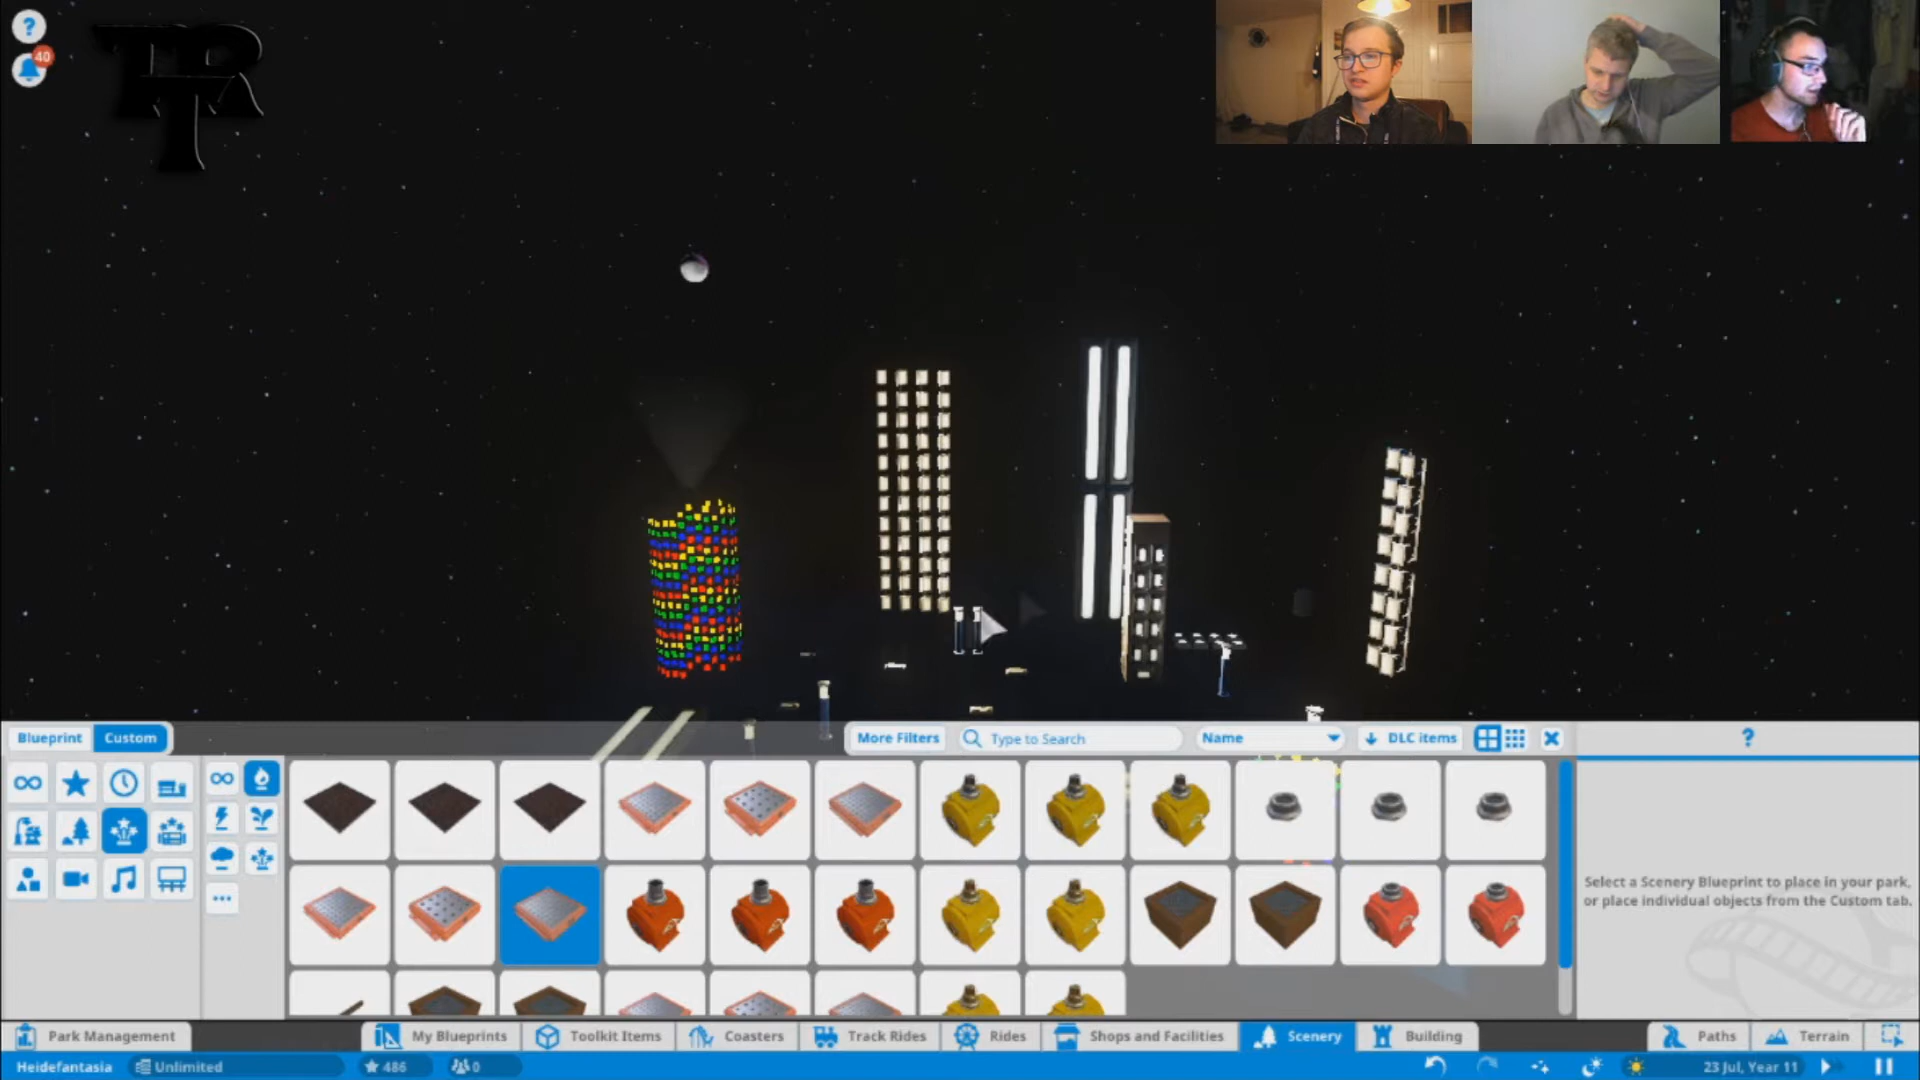 ?
40
TRT
Blueprint Custom More Filters Type to Search Name DLC items ?
Select a Scenery Blueprint to place in your park,
or place individual objects from the Custom tab.
Park Management My Blueprints Toolkit Items Coasters Track Rides Rides Shops and Facilities Scenery Building Paths Terrain
Heidefantasia Unlimited 486 0 23 Jul, Year 11